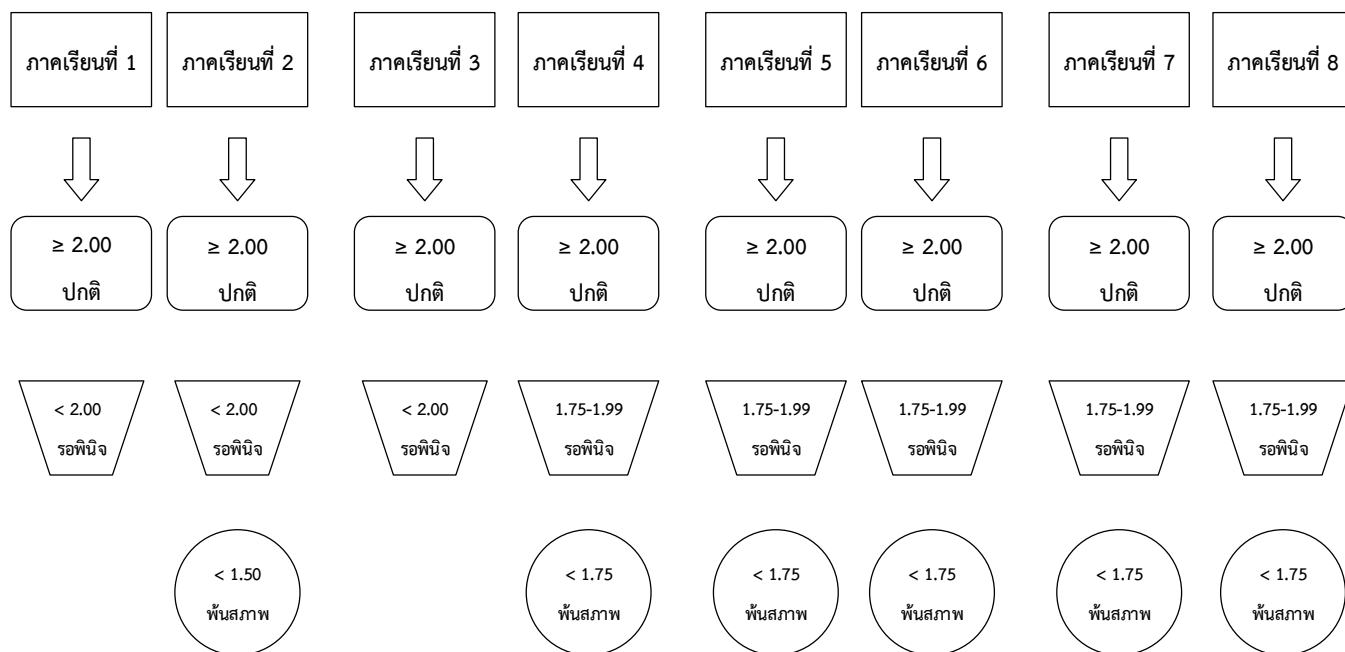 ภาคเรียนที่ 1 ภาคเรียนที่ 2 ภาคเรียนที่ 3 ภาคเรียนที่ 4 ภาคเรียนที่ 5 ภาคเรียนที่ 6 ภาคเรียนที่ 7 ภาคเรียนที่ 8
≥ 2.00 ≥ 2.00 ≥ 2.00 ≥ 2.00 ≥ 2.00 ≥ 2.00 ≥ 2.00 ≥ 2.00
ปกติ ปกติ ปกติ ปกติ ปกติ ปกติ ปกติ ปกติ
< 2.00 < 2.00 < 2.00 1.75-1.99 1.75-1.99 1.75-1.99 1.75-1.99 1.75-1.99
รอพินิจ รอพินิจ รอพินิจ รอพินิจ รอพินิจ รอพินิจ รอพินิจ รอพินิจ
< 1.50 < 1.75 < 1.75 < 1.75 < 1.75 < 1.75
พ้นสภาพ พ้นสภาพ พ้นสภาพ พ้นสภาพ พ้นสภาพ พ้นสภาพ